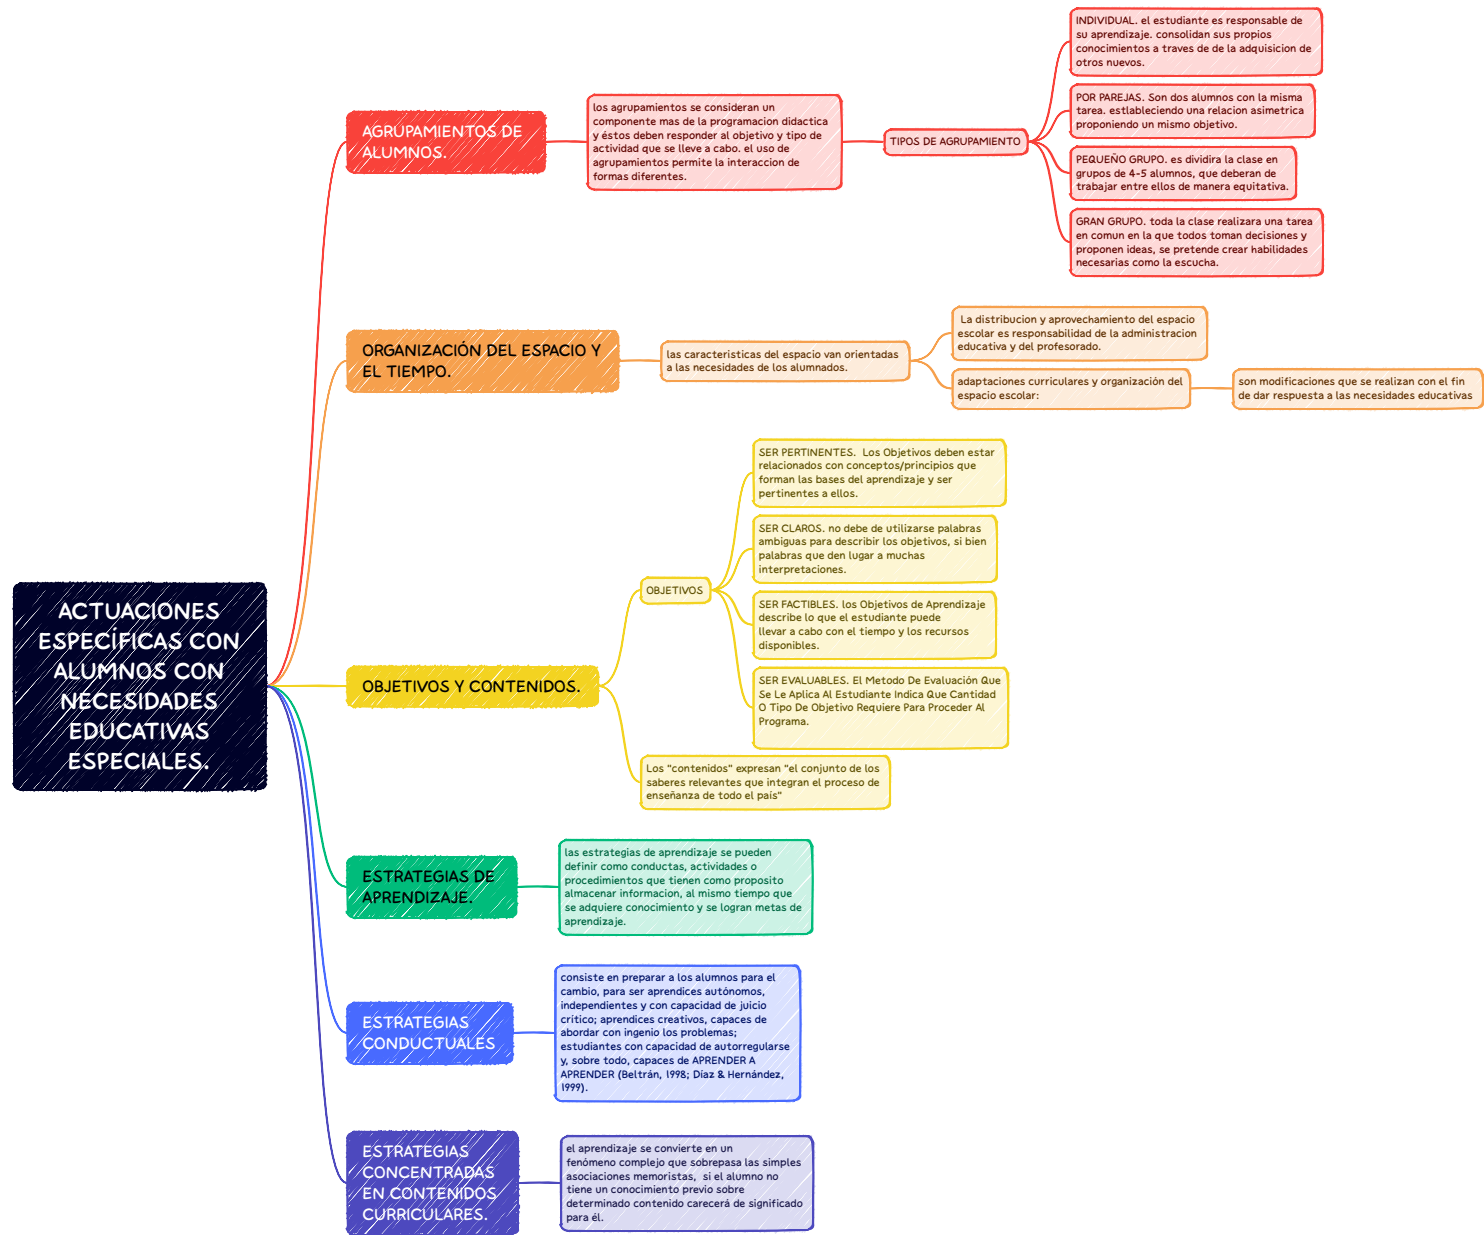 ACTUACIONES
ESPECÍFICAS CON
ALUMNOS CON
NECESIDADES
EDUCATIVAS
ESPECIALES.
AGRUPAMIENTOS DE
ALUMNOS.
los agrupamientos se consideran un
componente mas de la programacion didactica
y éstos deben responder al objetivo y tipo de
actividad que se lleve a cabo. el uso de
agrupamientos permite la interaccion de
formas diferentes.
TIPOS DE AGRUPAMIENTO
INDIVIDUAL. el estudiante es responsable de
su aprendizaje. consolidan sus propios
conocimientos a traves de de la adquisicion de
otros nuevos.
POR PAREJAS. Son dos alumnos con la misma
tarea. estlableciendo una relacion asimetrica
proponiendo un mismo objetivo.
PEQUEÑO GRUPO. es dividira la clase en
grupos de 4-5 alumnos, que deberan de
trabajar entre ellos de manera equitativa.
GRAN GRUPO. toda la clase realizara una tarea
en comun en la que todos toman decisiones y
proponen ideas, se pretende crear habilidades
necesarias como la escucha.
ORGANIZACIÓN DEL ESPACIO Y
EL TIEMPO.
las caracteristicas del espacio van orientadas
a las necesidades de los alumnados.
La distribucion y aprovechamiento del espacio
escolar es responsabilidad de la administracion
educativa y del profesorado.
adaptaciones curriculares y organización del
espacio escolar:
son modificaciones que se realizan con el fin
de dar respuesta a las necesidades educativas
OBJETIVOS Y CONTENIDOS.
OBJETIVOS
SER PERTINENTES.  Los Objetivos deben estar
relacionados con conceptos/principios que
forman las bases del aprendizaje y ser
pertinentes a ellos.
SER CLAROS. no debe de utilizarse palabras
ambiguas para describir los objetivos, si bien
palabras que den lugar a muchas
interpretaciones.
SER FACTIBLES. los Objetivos de Aprendizaje
describe lo que el estudiante puede
llevar a cabo con el tiempo y los recursos
disponibles.
SER EVALUABLES. El Metodo De Evaluación Que
Se Le Aplica Al Estudiante Indica Que Cantidad
O Tipo De Objetivo Requiere Para Proceder Al
Programa.
Los "contenidos" expresan "el conjunto de los
saberes relevantes que integran el proceso de
enseñanza de todo el país"
ESTRATEGIAS DE
APRENDIZAJE.
las estrategias de aprendizaje se pueden
definir como conductas, actividades o
procedimientos que tienen como proposito
almacenar informacion, al mismo tiempo que
se adquiere conocimiento y se logran metas de
aprendizaje.
ESTRATEGIAS
CONDUCTUALES
consiste en preparar a los alumnos para el
cambio, para ser aprendices autónomos,
independientes y con capacidad de juicio
crítico; aprendices creativos, capaces de
abordar con ingenio los problemas;
estudiantes con capacidad de autorregularse
y, sobre todo, capaces de APRENDER A
APRENDER (Beltrán, 1998; Díaz & Hernández,
1999).
ESTRATEGIAS
CONCENTRADAS
EN CONTENIDOS
CURRICULARES.
el aprendizaje se convierte en un
fenómeno complejo que sobrepasa las simples
asociaciones memoristas,  si el alumno no
tiene un conocimiento previo sobre
determinado contenido carecerá de significado
para él.